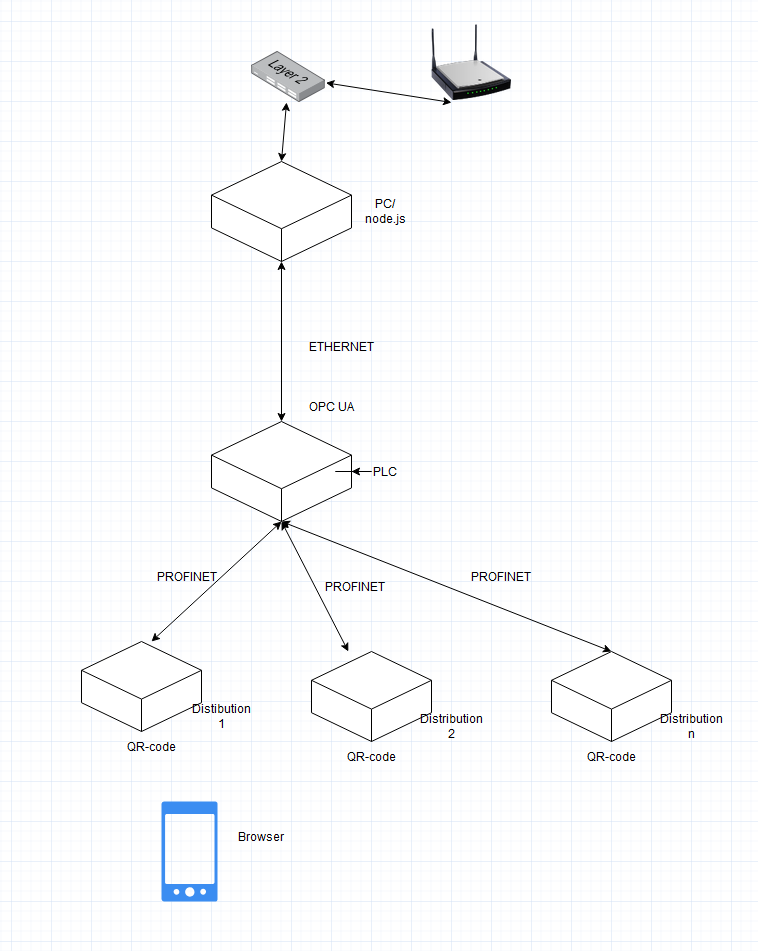 Layer 2
PC/
node.js
ETHERNET
OPC UA
PLC
PROFINET
PROFINET
PROFINET
Distibution
1
QR-code
Distribution
2
QR-code
Distribution
n
QR-code
Browser